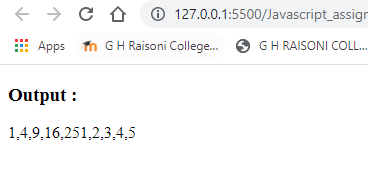 127.0.0.1:5500/Javascript_assigr
Apps
G H Raisoni College...
G H RAISONI COLL...
Output :
1,4,9,16,251,2,3,4,5